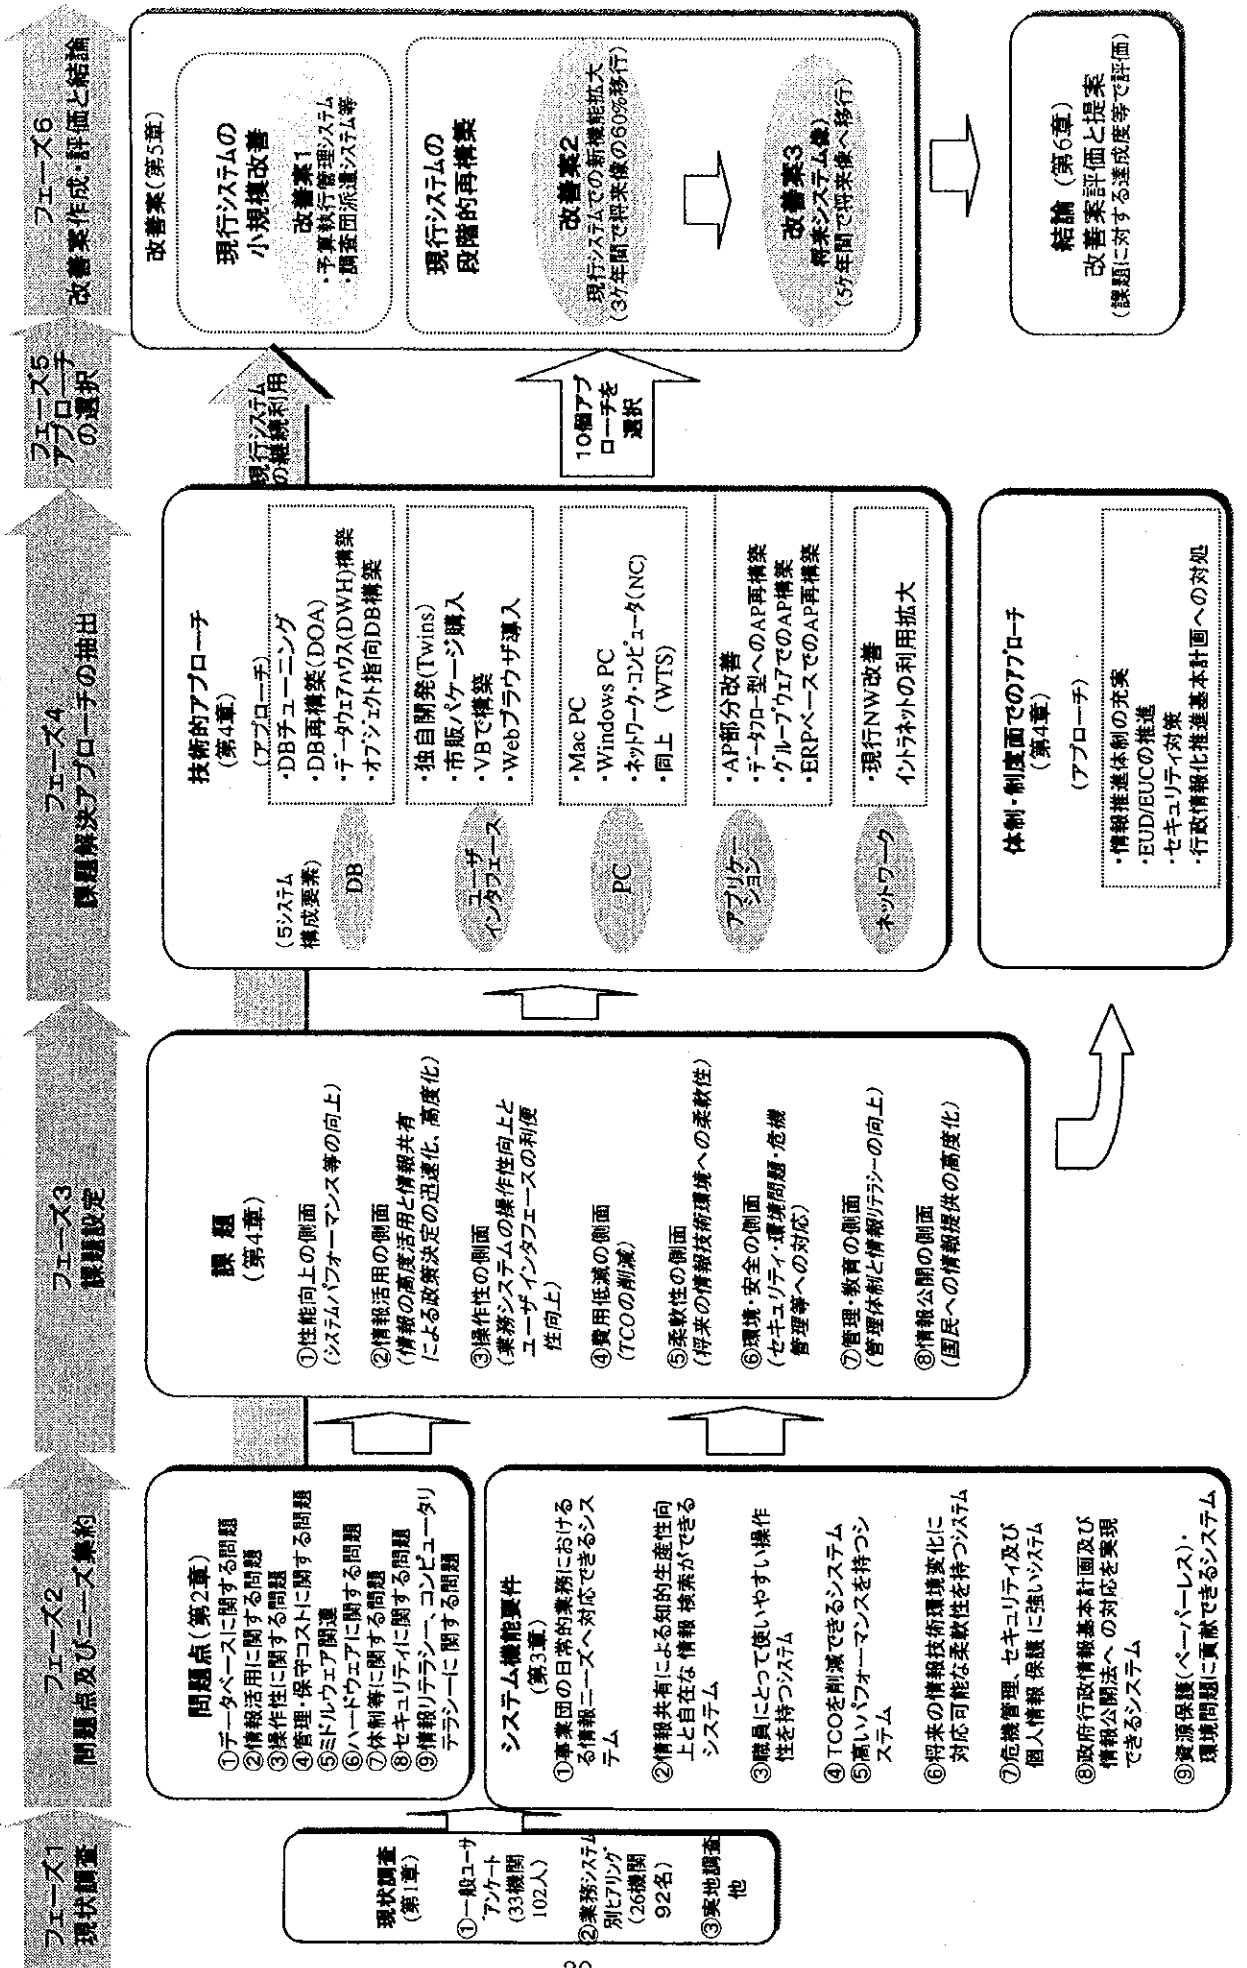 フェーズ1
現状調査
フェーズ2
問題点及びニーズ集約
フェーズ3
課題設定
フェーズ4
課題解決アプローチの抽出
フェーズ5
アプローチ
の選択
フェーズ6
改善案作成・評価と結論
現状調査
(第1章)
①一般ユーザ
アンケート
(33機関
102人)
②業務システム
別ヒアリング
(26機関
92名)
③実地調査
他
問題点(第2章)
①データベースに関する問題
②情報活用に関する問題
③操作性に関する問題
④管理・保守コストに関する問題
⑤ミドルウェア関連
⑥ハードウェアに関する問題
⑦体制等に関する問題
⑧セキュリティに関する問題
⑨情報リテラシー、コンピュータリ
テラシーに関する問題
システム機能要件
(第3章)
①事業団の日常的業務における
る情報ニーズへ対応できるシス
テム
②情報共有による知的生産性向
上と自在な情報検索ができる
システム
③職員にとって使いやすい操作
性を持つシステム
④TCOを削減できるシステム
⑤高いパフォーマンスを持つシ
ステム
⑥将来の情報技術環境変化に
対応可能な柔軟性を持つシステム
⑦危機管理、セキュリティ及び
個人情報保護に強いシステム
⑧政府行政情報基本計画及び
情報公開法への対応を実現
できるシステム
⑨資源保護(ペーパーレス)・
環境問題に貢献できるシステム
課題
(第4章)
①性能向上の側面
(システムパフォーマンス等の向上)
②情報活用の側面
(情報の高度活用と情報共有
による政策決定の迅速化、高度化)
③操作性の側面
(業務システムの操作性向上と
ユーザインタフェースの利便
性向上)
④費用低減の側面
(TCOの削減)
⑤柔軟性の側面
(将来の情報技術環境への柔軟性)
⑥環境・安全の側面
(セキュリティ・環境問題・危機
管理等への対応)
⑦管理・教育の側面
(管理体制と情報リテラシーの向上)
⑧情報公開の側面
(国民への情報提供の高度化)
技術的アプローチ
(第4章)
(5システム
構成要素)
(アプローチ)
DB
・DBチューニング
・DB再構築(DOA)
・データウェアハウス(DWH)構築
・オブジェクト指向DB構築
ユーザ
インタフェース
・独自開発(Twins)
・市販パケージ購入
・VBで構築
・Webブラウザ導入
PC
・Mac PC
・Windows PC
・ネットワーク・コンピュータ(NC)
・同上 (WTS)
アプリケー
ション
・AP部分改善
・データフロー型へのAP再構築
・グループウェアでのAP構築
・ERPベースでのAP再構築
ネットワーク
・現行NW改善
イントラネットの利用拡大
体制・制度面でのアプローチ
(第4章)
(アプローチ)
・情報推進体制の充実
・EUD/EUCの推進
・セキュリティ対策
・行政情報化推進基本計画への対処
現行システム
の継続利用
10個アプ
ローチを
選択
改善案(第5章)
現行システムの
小規模改善
改善案1
・予算執行管理システム
・調査団派遣システム等
現行システムの
段階的再構築
改善案2
現行システムでの新機能拡大
(3ケ年間で将来像の60%移行)
改善案3
将来システム像)
(5ケ年間で将来像へ移行)
結論 (第6章)
改善案評価と提案
(課題に対する達成度等で評価)